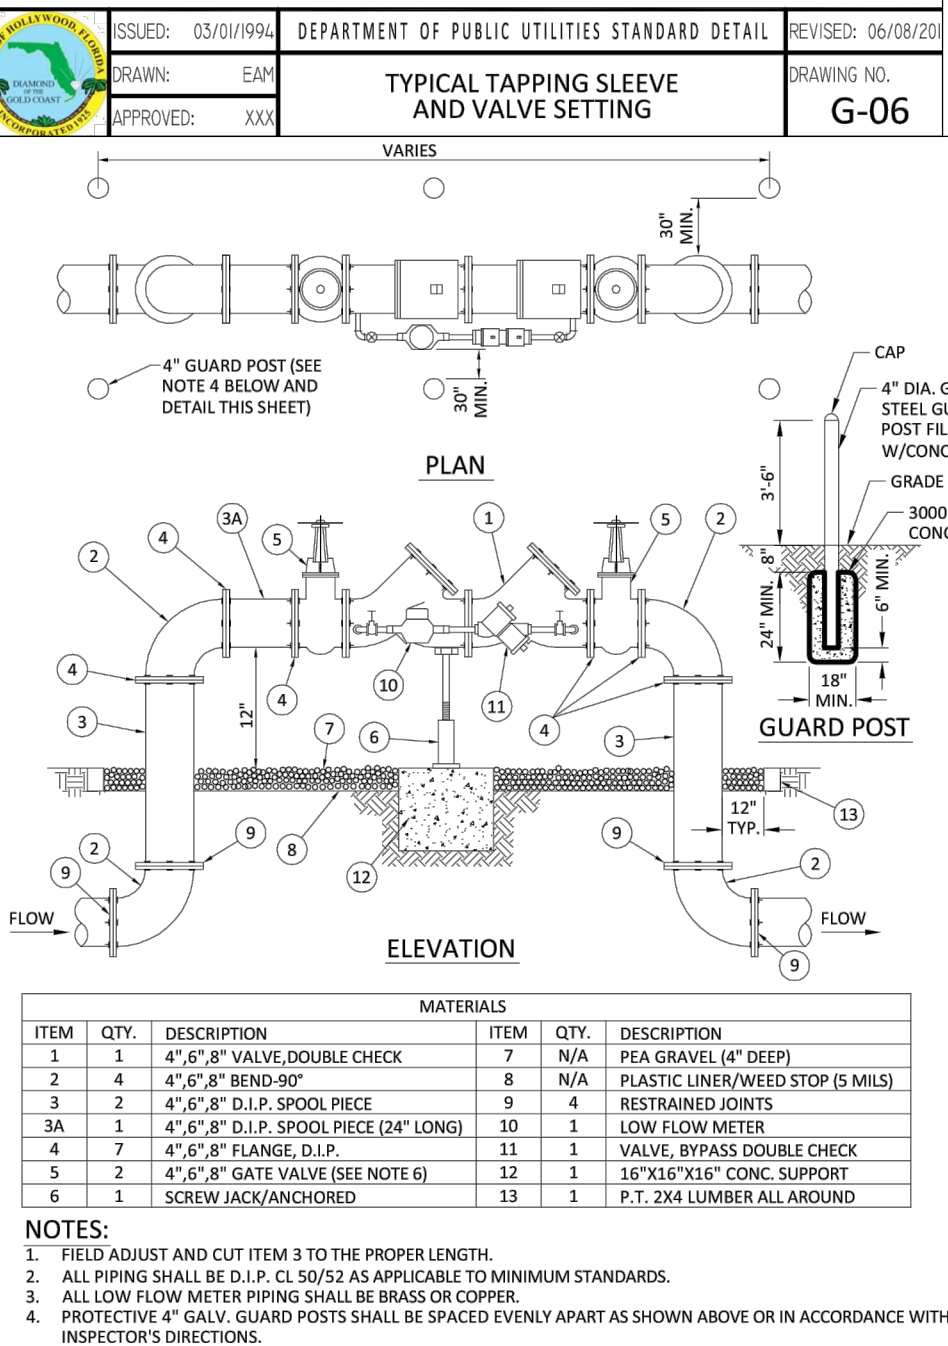 OF HOLLYWOOD, FLORIDA
DIAMOND
OF THE
GOLD COAST
INCORPORATED 1925
ISSUED: 03/01/1994
DRAWN: EAM
APPROVED: XXX
DEPARTMENT OF PUBLIC UTILITIES STANDARD DETAIL
TYPICAL TAPPING SLEEVE
AND VALVE SETTING
REVISED: 06/08/201
DRAWING NO.
G-06
VARIES
30"
MIN.
4" GUARD POST (SEE
NOTE 4 BELOW AND
DETAIL THIS SHEET)
30"
MIN.
PLAN
CAP
4" DIA. G
STEEL GU
POST FIL
W/CONC
GRADE
3000
CONC
3'-6"
8"
24" MIN.
6" MIN.
18"
MIN.
GUARD POST
3A
1
5
2
4
5
2
4
2
4
10
11
4
4
3
12"
7
6
3
12"
TYP.
13
9
8
12
9
2
9
2
FLOW
FLOW
9
ELEVATION
MATERIALS
ITEM QTY. DESCRIPTION ITEM QTY. DESCRIPTION
1 1 4",6",8" VALVE,DOUBLE CHECK 7 N/A PEA GRAVEL (4" DEEP)
2 4 4",6",8" BEND-90° 8 N/A PLASTIC LINER/WEED STOP (5 MILS)
3 2 4",6",8" D.I.P. SPOOL PIECE 9 4 RESTRAINED JOINTS
3A 1 4",6",8" D.I.P. SPOOL PIECE (24" LONG) 10 1 LOW FLOW METER
4 7 4",6",8" FLANGE, D.I.P. 11 1 VALVE, BYPASS DOUBLE CHECK
5 2 4",6",8" GATE VALVE (SEE NOTE 6) 12 1 16"X16"X16" CONC. SUPPORT
6 1 SCREW JACK/ANCHORED 13 1 P.T. 2X4 LUMBER ALL AROUND
NOTES:
1. FIELD ADJUST AND CUT ITEM 3 TO THE PROPER LENGTH.
2. ALL PIPING SHALL BE D.I.P. CL 50/52 AS APPLICABLE TO MINIMUM STANDARDS.
3. ALL LOW FLOW METER PIPING SHALL BE BRASS OR COPPER.
4. PROTECTIVE 4" GALV. GUARD POSTS SHALL BE SPACED EVENLY APART AS SHOWN ABOVE OR IN ACCORDANCE WITH
INSPECTOR'S DIRECTIONS.